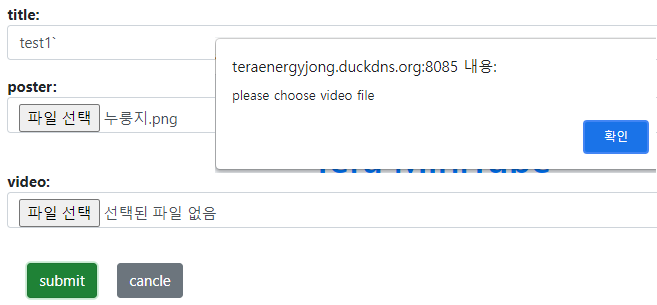 title:
test1`
teraenergyjong.duckdns.org:8085 내용:
please choose video file
확인
poster:
파일 선택 누룽지.png
video:
파일 선택 선택된 파일 없음
submit cancle